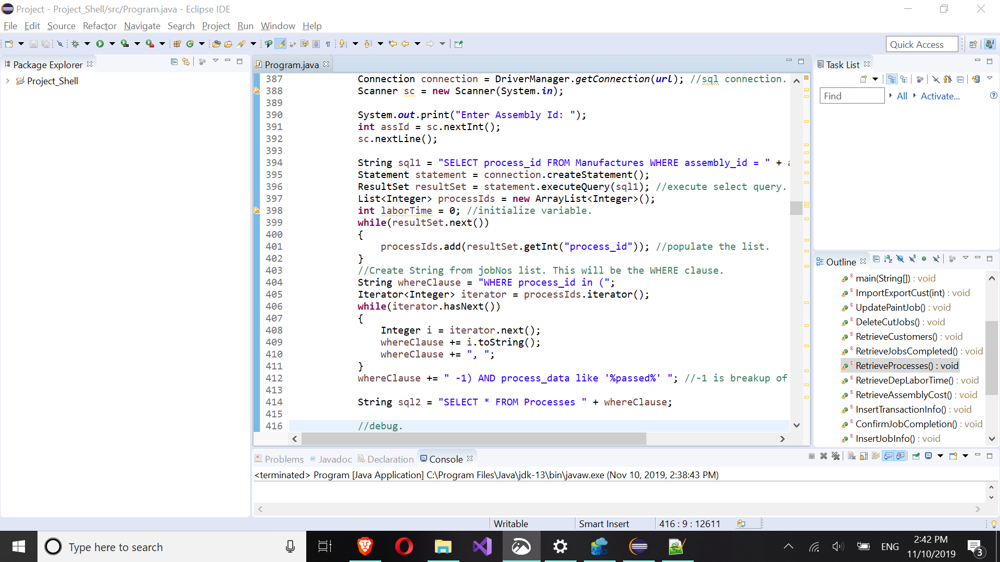 Project - Project_Shell/src/Program.java - Eclipse IDE
File Edit Source Refactor Navigate Search Project Run Window Help
Quick Access
Package Explorer
Project_Shell
Program.java
387 Connection connection = DriverManager.getConnection(url); //sql connection.
388 Scanner sc = new Scanner(System.in);
389
390 System.out.print("Enter Assembly Id: ");
391 int assId = sc.nextInt();
392 sc.nextLine();
393
394 String sql1 = "SELECT process_id FROM Manufactures WHERE assembly_id = " +
395 Statement statement = connection.createStatement();
396 ResultSet resultSet = statement.executeQuery(sql1); //execute select query.
397 List<Integer> processIds = new ArrayList<Integer>();
398 int laborTime = 0; //initialize variable.
399 while(resultSet.next())
400 {
401 processIds.add(resultSet.getInt("process_id")); //populate the list.
402 }
403 //Create String from jobNos list. This will be the WHERE clause.
404 String whereClause = "WHERE process_id in (";
405 Iterator<Integer> iterator = processIds.iterator();
406 while(iterator.hasNext())
407 {
408 Integer i = iterator.next();
409 whereClause += i.toString();
410 whereClause += ", ";
411 }
412 whereClause += " -1) AND process_data like '%passed%' "; //-1 is breakup of
413
414 String sql2 = "SELECT * FROM Processes " + whereClause;
415
416 //debug.
Task List
Find All Activate...
Outline
main(String[]) : void
ImportExportCust(int) : void
UpdatePaintJob() : void
DeleteCutJobs() : void
RetrieveCustomers() : void
RetrieveJobsCompleted() : void
RetrieveProcesses() : void
RetrieveDepLaborTime() : void
RetrieveAssemblyCost() : void
InsertTransactionInfo() : void
ConfirmJobCompletion() : void
InsertJobInfo() : void
Problems @ Javadoc Declaration Console
<terminated> Program [Java Application] C:\Program Files\Java\jdk-13\bin\javaw.exe (Nov 10, 2019, 2:38:43 PM)
Writable Smart Insert 416 : 9 : 12611
Type here to search
ENG
2:42 PM
11/10/2019
3